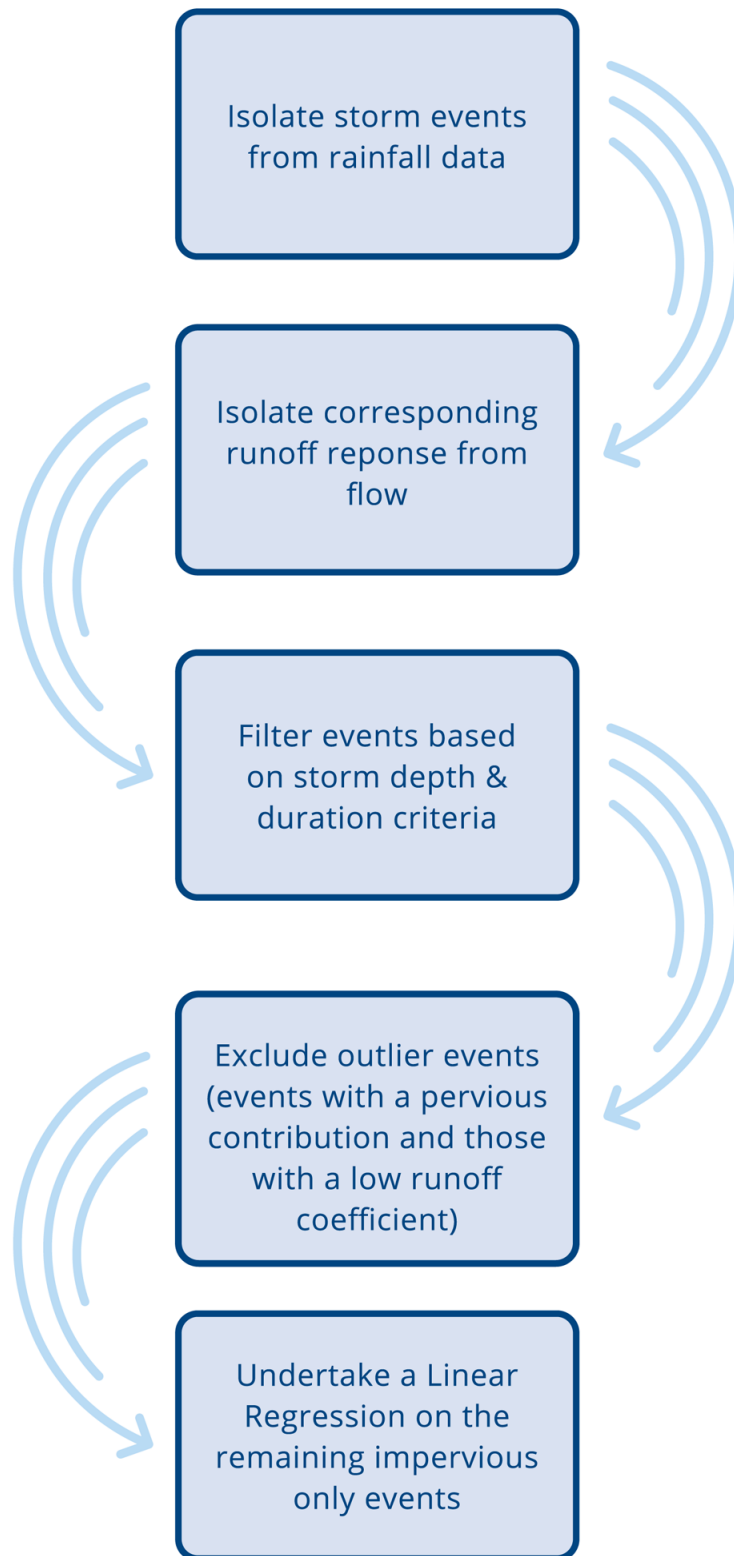 Isolate storm events
from rainfall data
Isolate corresponding
runoff reponse from
flow
Filter events based
on storm depth &
duration criteria
Exclude outlier events
(events with a pervious
contribution and those
with a low runoff
coefficient)
Undertake a Linear
Regression on the
remaining impervious
only events